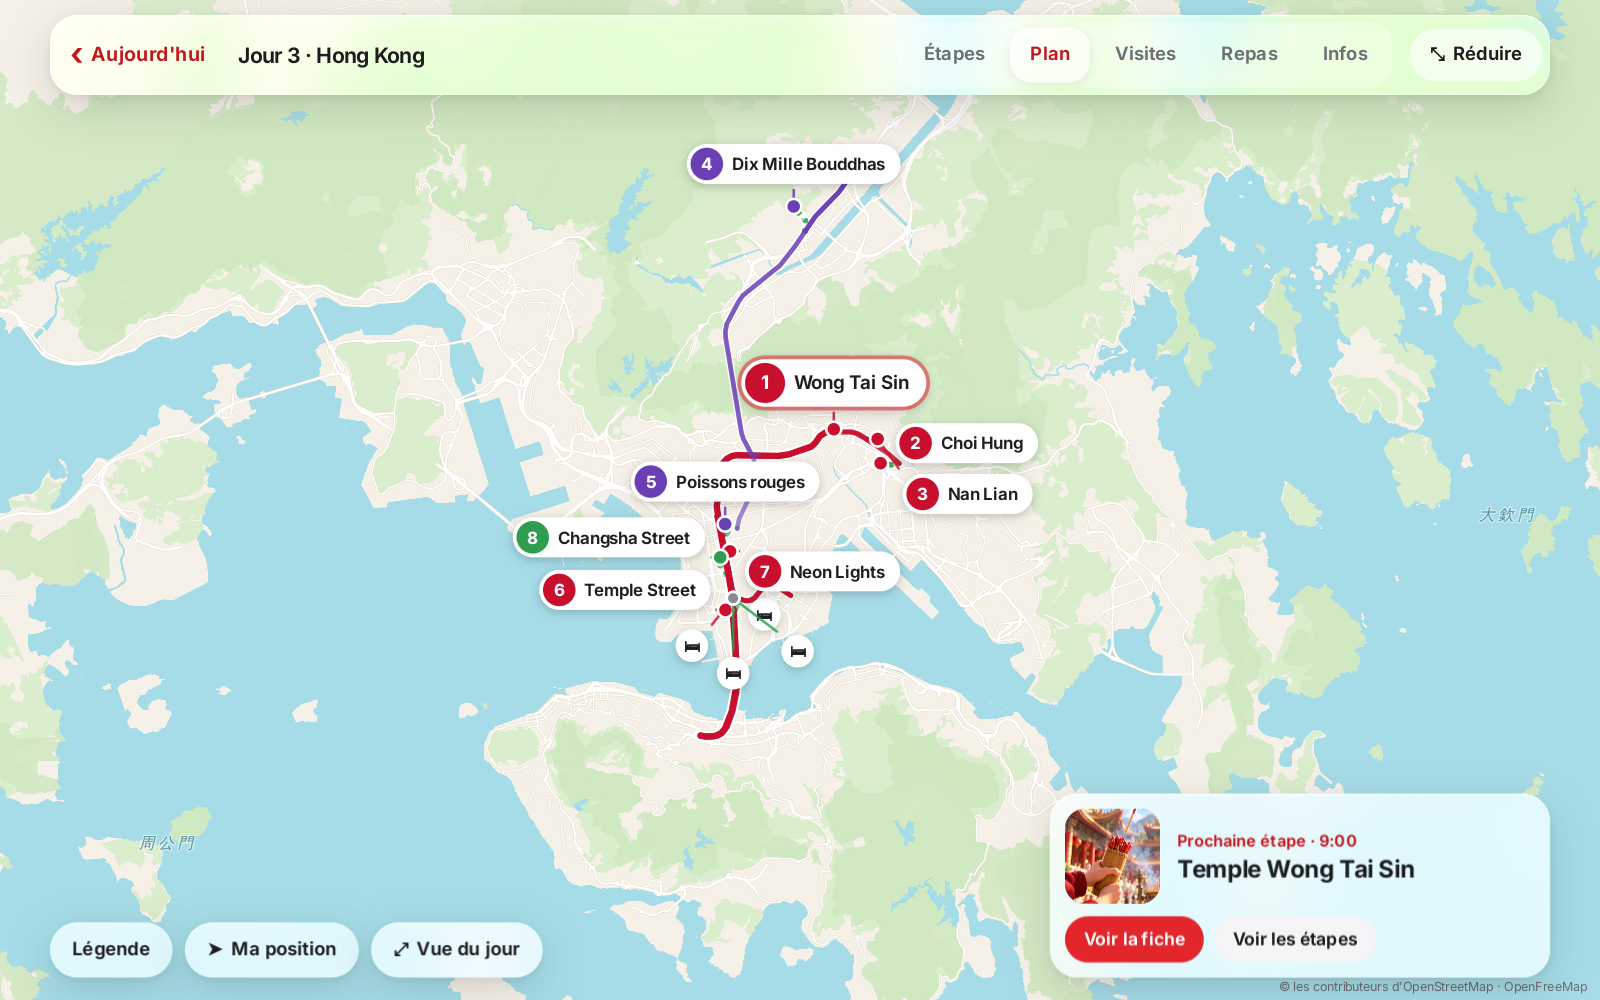 Aujourd'hui
Jour 3 · Hong Kong
Étapes
Plan
Visites
Repas
Infos
Réduire
4 Dix Mille Bouddhas
1 Wong Tai Sin
2 Choi Hung
5 Poissons rouges
3 Nan Lian
大欽門
8 Changsha Street
7 Neon Lights
6 Temple Street
周公門
Prochaine étape · 9:00
Temple Wong Tai Sin
Voir la fiche
Voir les étapes
Légende
Ma position
Vue du jour
© les contributeurs d'OpenStreetMap · OpenFreeMap